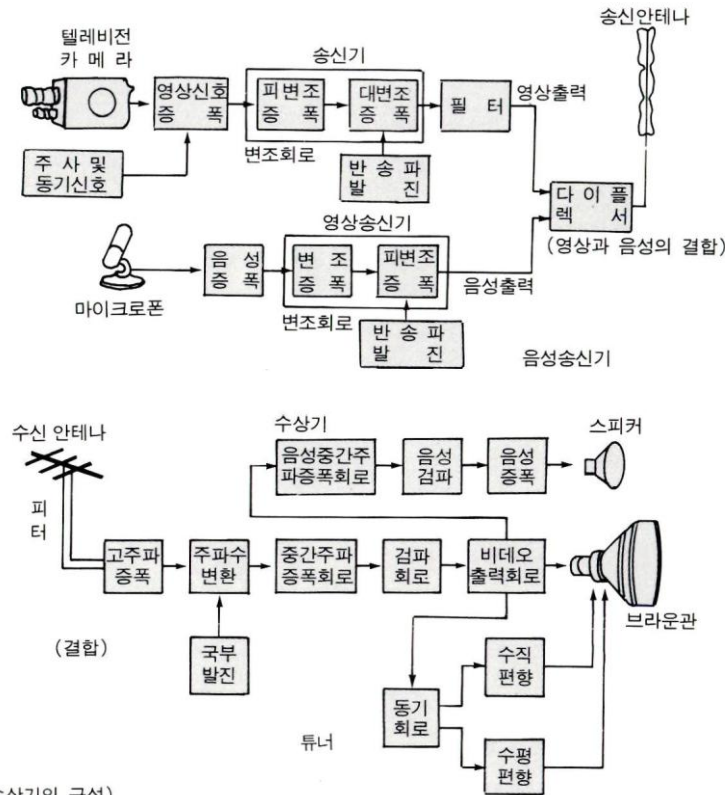 송신안테나
텔레비전
카 메 라
송신기
영상신호
증 폭
피변조
증 폭
대변조
증 폭
필 터
영상출력
변조회로
주 사 및
동기신호
반 송 파
발 진
다 이 플
렉 서
(영상과 음성의 결합)
영상송신기
음 성
증 폭
변 조
증 폭
피변조
증 폭
음성출력
마이크로폰
변조회로
반 송 파
발 진
음성송신기
수신 안테나
수상기
스피커
음성중간주
파증폭회로
음성
검파
음성
증폭
피
터
고주파
증폭
주파수
변환
중간주파
증폭회로
검파
회로
비데오
출력회로
브라운관
(결합)
국부
발진
수직
편향
동기
회로
튜너
수평
편향
수상기의 구성)